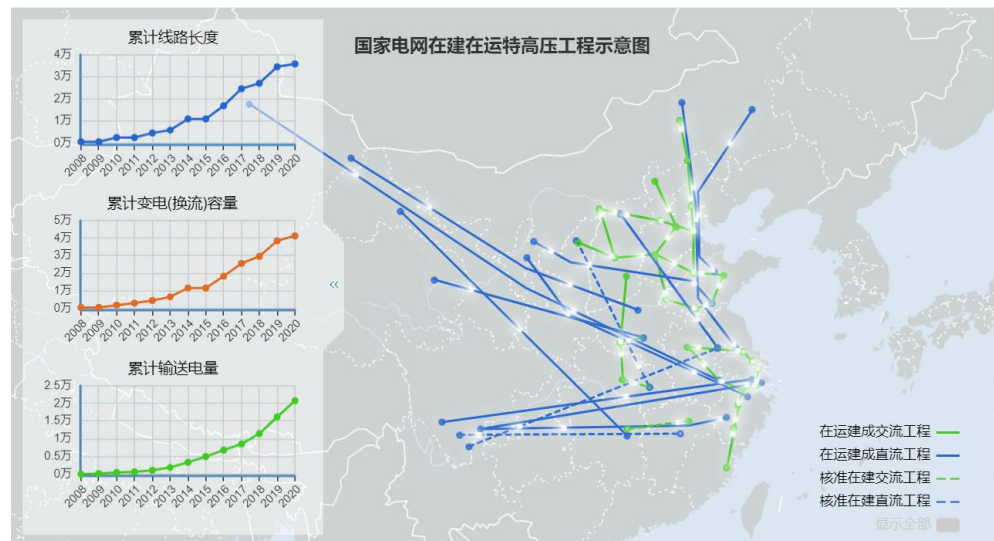 国家电网在建在运特高压工程示意图
累计线路长度
4万
3万
2万
1万
0万
2008 2009 2010 2011 2012 2013 2014 2015 2016 2017 2018 2019 2020
累计变电(换流)容量
5万
4万
3万
2万
1万
0万
2008 2009 2010 2011 2012 2013 2014 2015 2016 2017 2018 2019 2020
累计输送电量
2.5万
2万
1.5万
1万
0.5万
0万
2008 2009 2010 2011 2012 2013 2014 2015 2016 2017 2018 2019 2020
在运建成交流工程
在运建成直流工程
核准在建交流工程
核准在建直流工程
显示全部